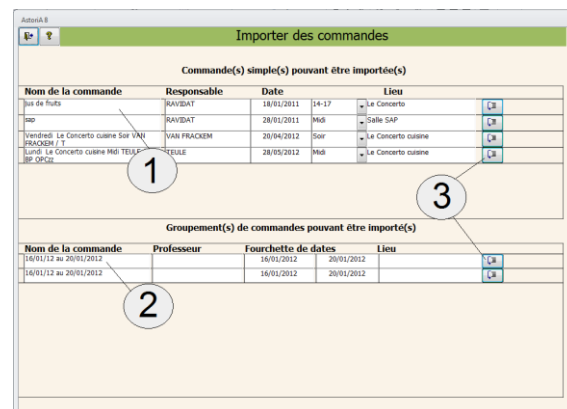 AstoriA 8
Importer des commandes
Commande(s) simple(s) pouvant être importée(s)
Nom de la commande Responsable Date Lieu
jus de fruits RAVIDAT 18/01/2011 14-17 Le Concerto
sap RAVIDAT 28/01/2011 Midi Salle SAP
Vendredi Le Concerto cuisine Soir VAN FRACKEM / T VAN FRACKEM 20/04/2012 Soir Le Concerto cuisine
Lundi Le Concerto cuisine Midi TEULE BP OPCzz TEULE 28/05/2012 Midi Le Concerto cuisine
1
3
Groupement(s) de commandes pouvant être importé(s)
Nom de la commande Professeur Fourchette de dates Lieu
16/01/12 au 20/01/2012 16/01/2012 20/01/2012
16/01/12 au 20/01/2012 16/01/2012 20/01/2012
2